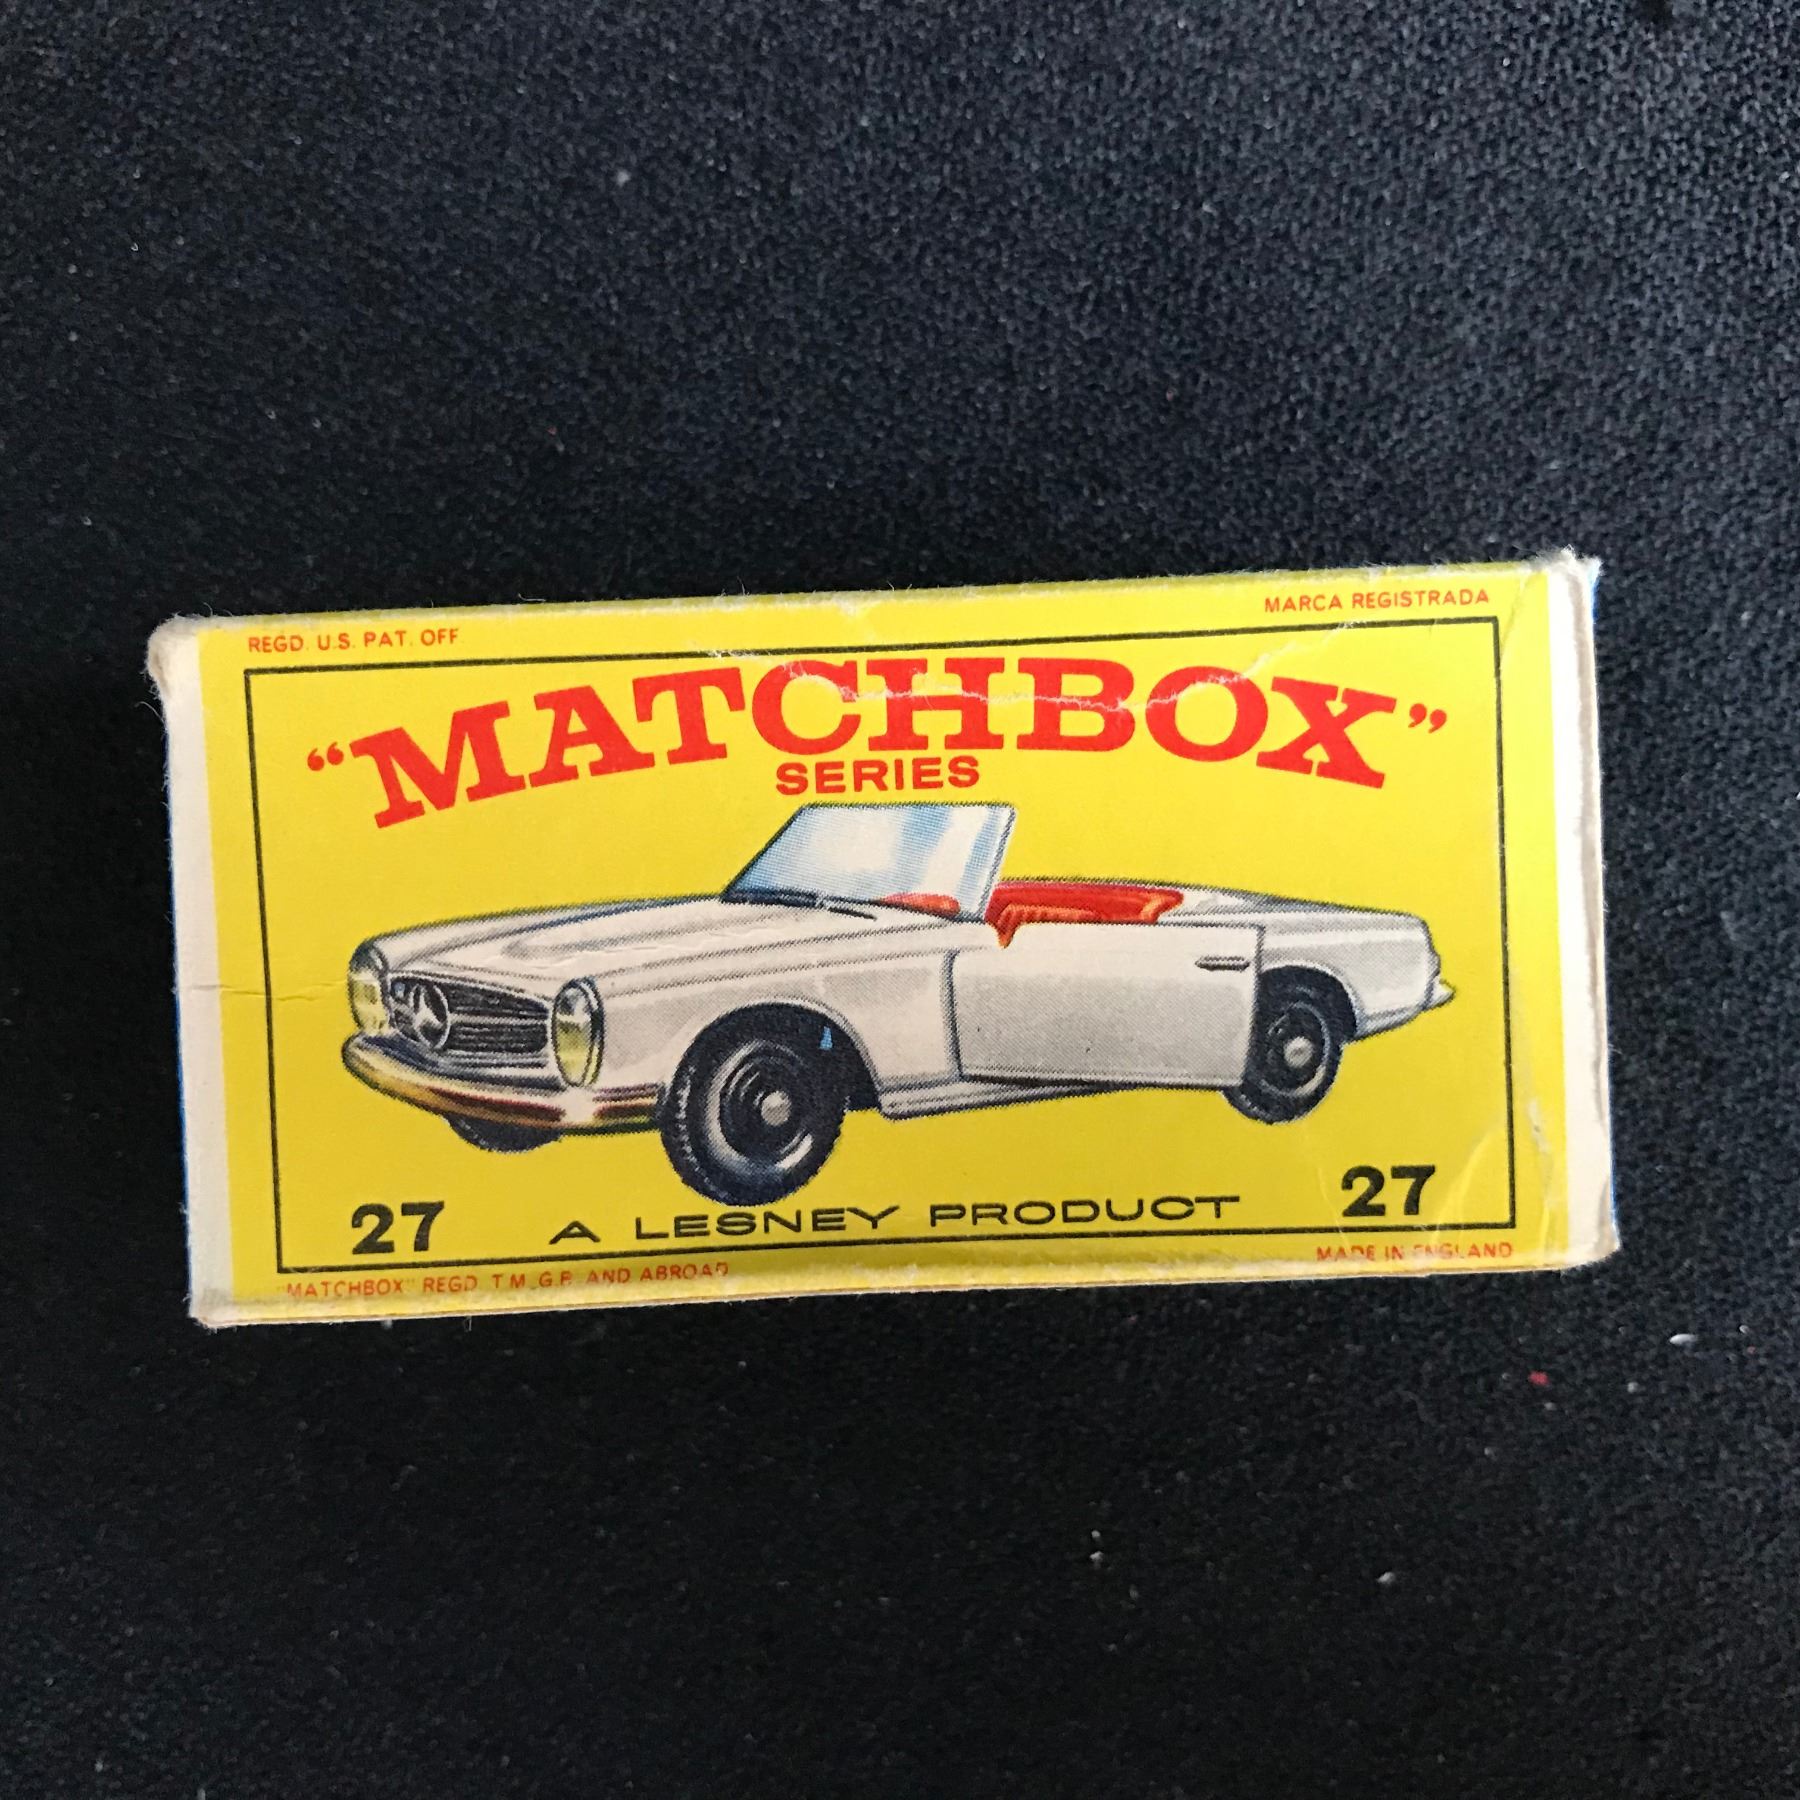 REGD. U.S. PAT. OFF.
MARCA REGISTRADA
“MATCHBOX”
SERIES
27
A LESNEY PRODUCT
27
"MATCHBOX" REGD. T.M. G.B. AND ABROAD
MADE IN ENGLAND